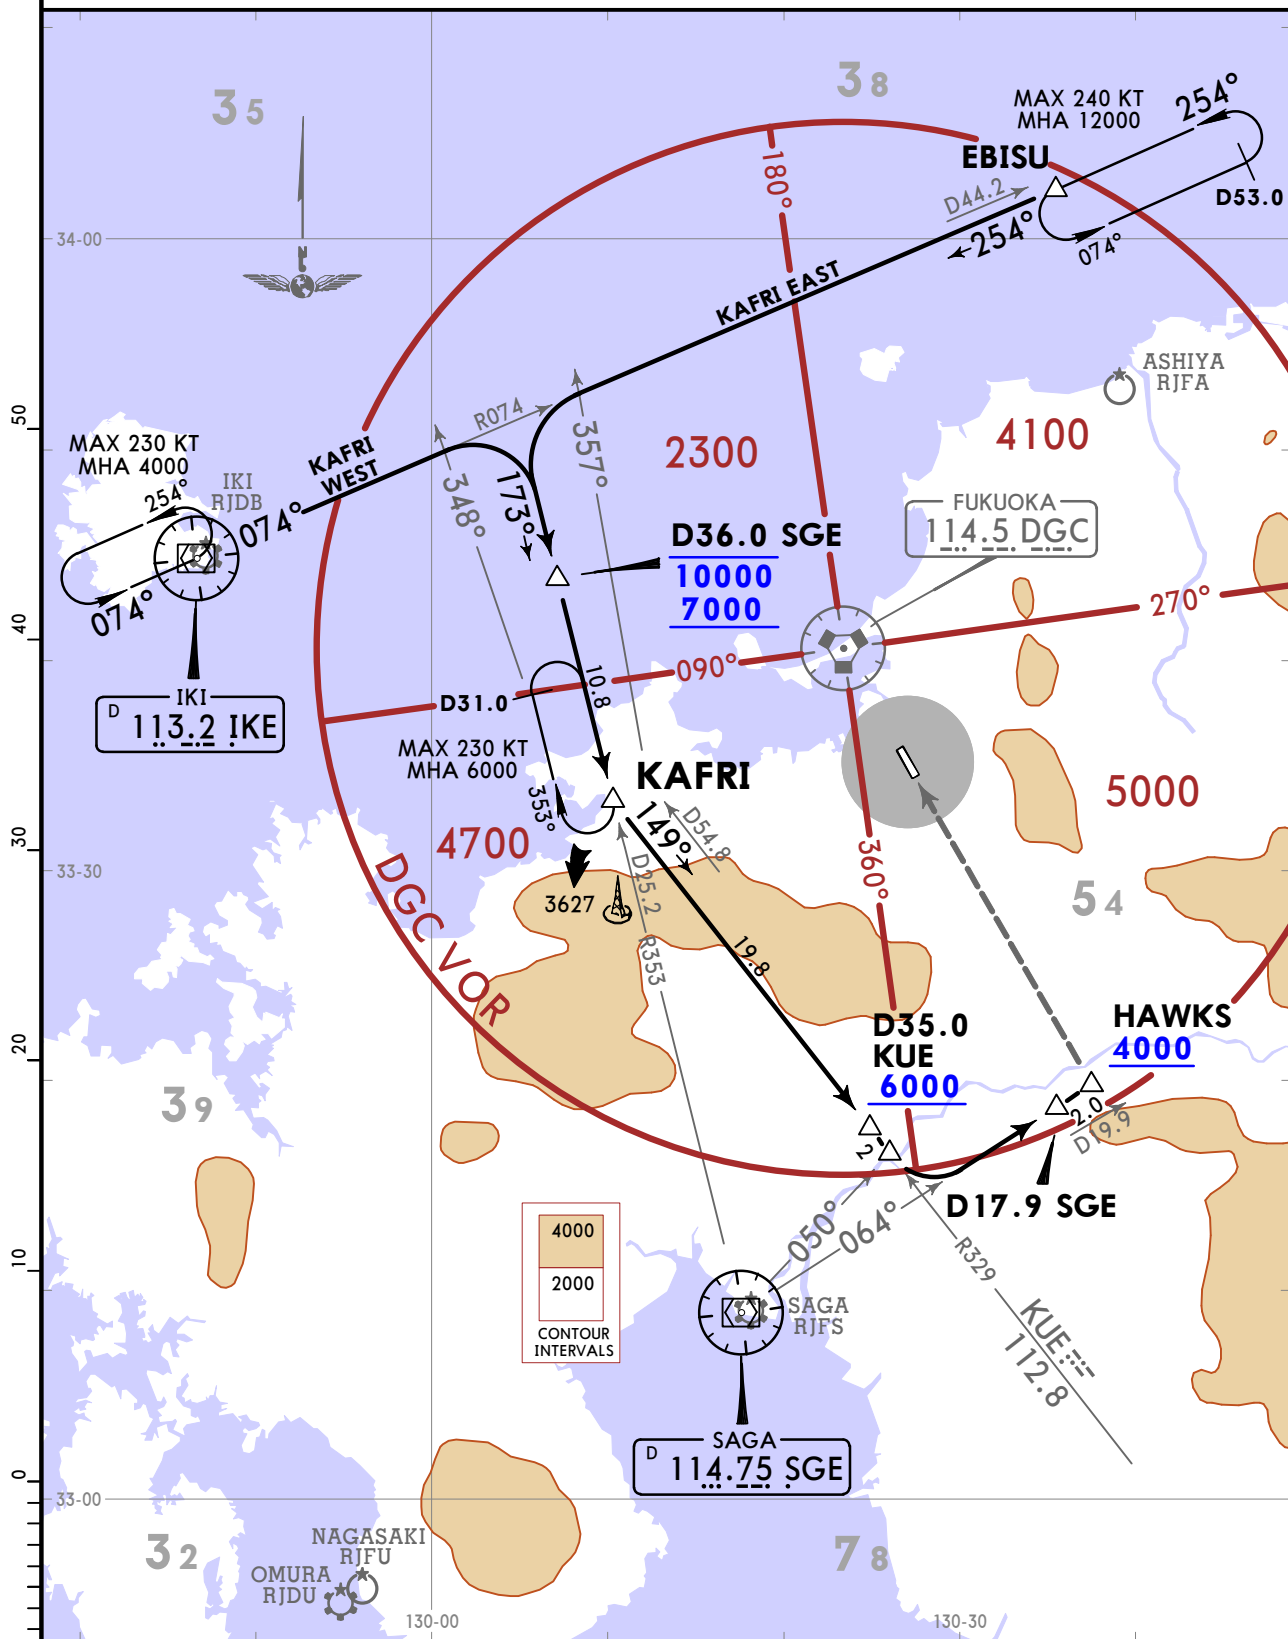 35
38
MAX 240 KT
MHA 12000
254°
EBISU
D53.0
D44.2
254°
074°
180°
34-00
N
KAFRI EAST
ASHIYA
RJFA
50
MAX 230 KT
MHA 4000
254°
IKI
RJDB
074°
074°
KAFRI
WEST
R074
348°
173°
357°
2300
4100
FUKUOKA
114.5 DGC
D36.0 SGE
10000
7000
270°
40
090°
IKI
D 113.2 IKE
D31.0
10.8
MAX 230 KT
MHA 6000
353°
KAFRI
149°
D54.8
5000
4700
30
33-30
360°
54
3627
D25.2
R353
DGC VOR
19.8
D35.0
KUE
6000
HAWKS
4000
20
39
2
2.0
D19.9
D17.9 SGE
050°
064°
R329
10
4000
2000
CONTOUR
INTERVALS
SAGA
RJFS
KUE
112.8
SAGA
D 114.75 SGE
0
33-00
32
NAGASAKI
RJFU
OMURA
RJDU
78
130-00
130-30